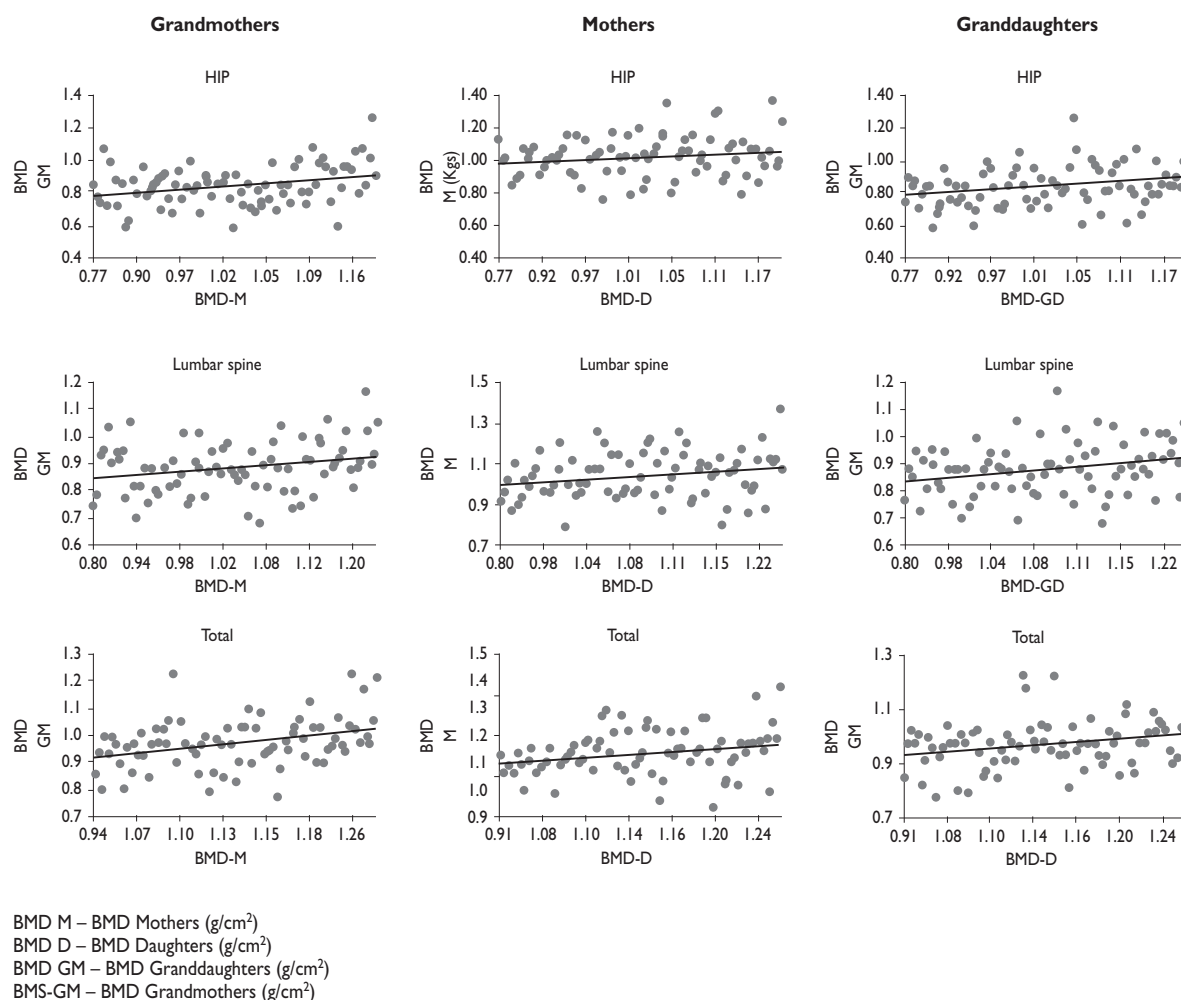 Grandmothers Mothers Granddaughters
HIP
BMD
GM
1.4
1.20
1.0
0.8
0.6
0.4
0.77 0.90 0.97 1.02 1.05 1.09 1.16
BMD-M
HIP
BMD
M (Kgs)
1.40
1.20
1.00
0.80
0.60
0.40
0.77 0.92 0.97 1.01 1.05 1.11 1.17
BMD-D
HIP
BMD
GM
1.40
1.20
1.00
0.80
0.60
0.40
0.77 0.92 0.97 1.01 1.05 1.11 1.17
BMD-GD
Lumbar spine
BMD
GM
1.2
1.1
1.0
0.9
0.8
0.7
0.6
0.80 0.94 0.98 1.02 1.08 1.12 1.20
BMD-M
Lumbar spine
BMD
M
1.5
1.3
1.1
0.9
0.7
0.80 0.98 1.04 1.08 1.11 1.15 1.22
BMD-D
Lumbar spine
BMD
GM
1.2
1.1
1.0
0.9
0.8
0.7
0.6
0.80 0.98 1.04 1.08 1.11 1.15 1.22
BMD-GD
Total
BMD
GM
1.3
1.2
1.1
1.0
0.9
0.8
0.7
0.94 1.07 1.10 1.13 1.15 1.18 1.26
BMD-M
Total
BMD
M
1.5
1.4
1.3
1.2
1.1
1.0
0.9
0.91 1.08 1.10 1.14 1.16 1.20 1.24
BMD-D
Total
BMD
GM
1.3
1.1
0.9
0.7
0.91 1.08 1.10 1.14 1.16 1.20 1.24
BMD-D
BMD M – BMD Mothers (g/cm²)
BMD D – BMD Daughters (g/cm²)
BMD GM – BMD Granddaughters (g/cm²)
BMS-GM – BMD Grandmothers (g/cm²)